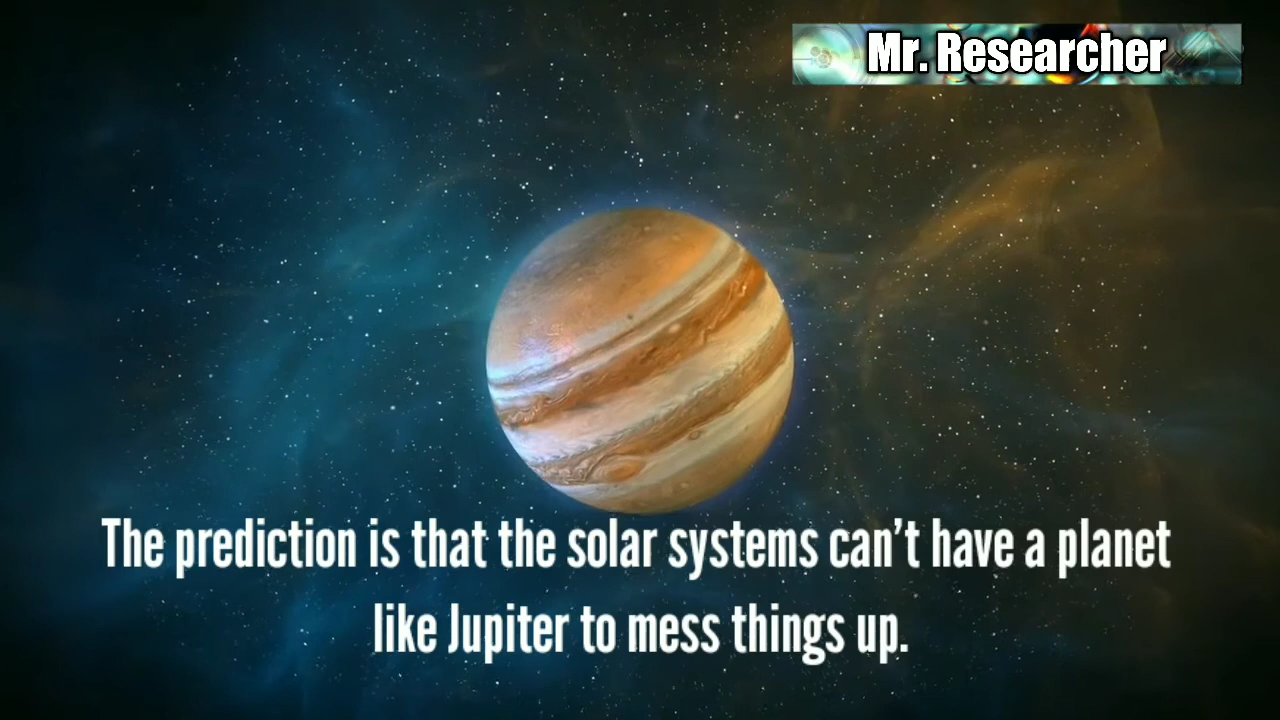 Mr. Researcher
The prediction is that the solar systems can’t have a planet
like Jupiter to mess things up.